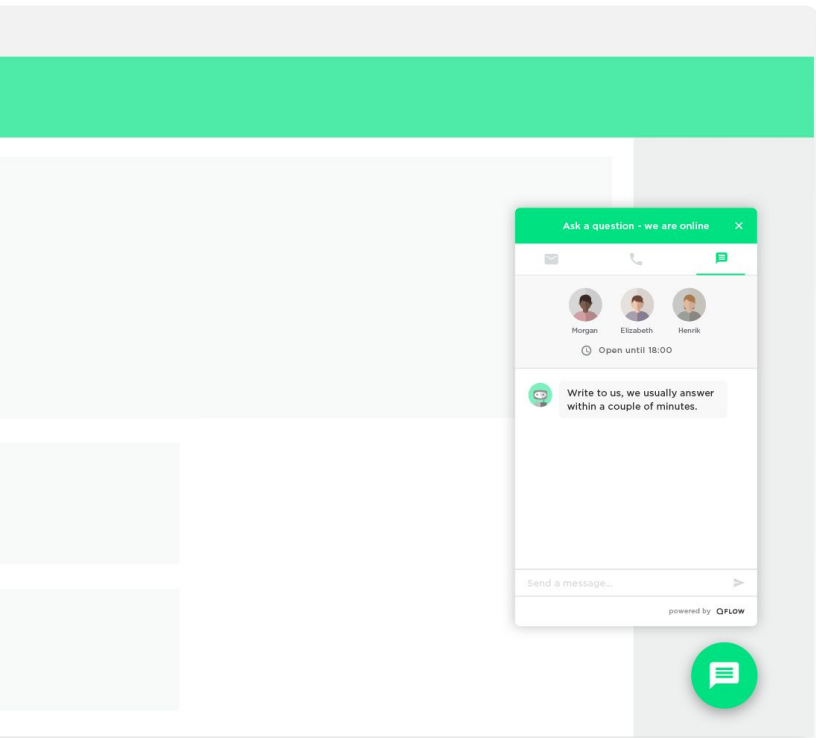 Ask a question - we are online
Morgan Elizabeth Henrik
Open until 18:00
Write to us, we usually answer
within a couple of minutes.
Send a message...
powered by QFLOW